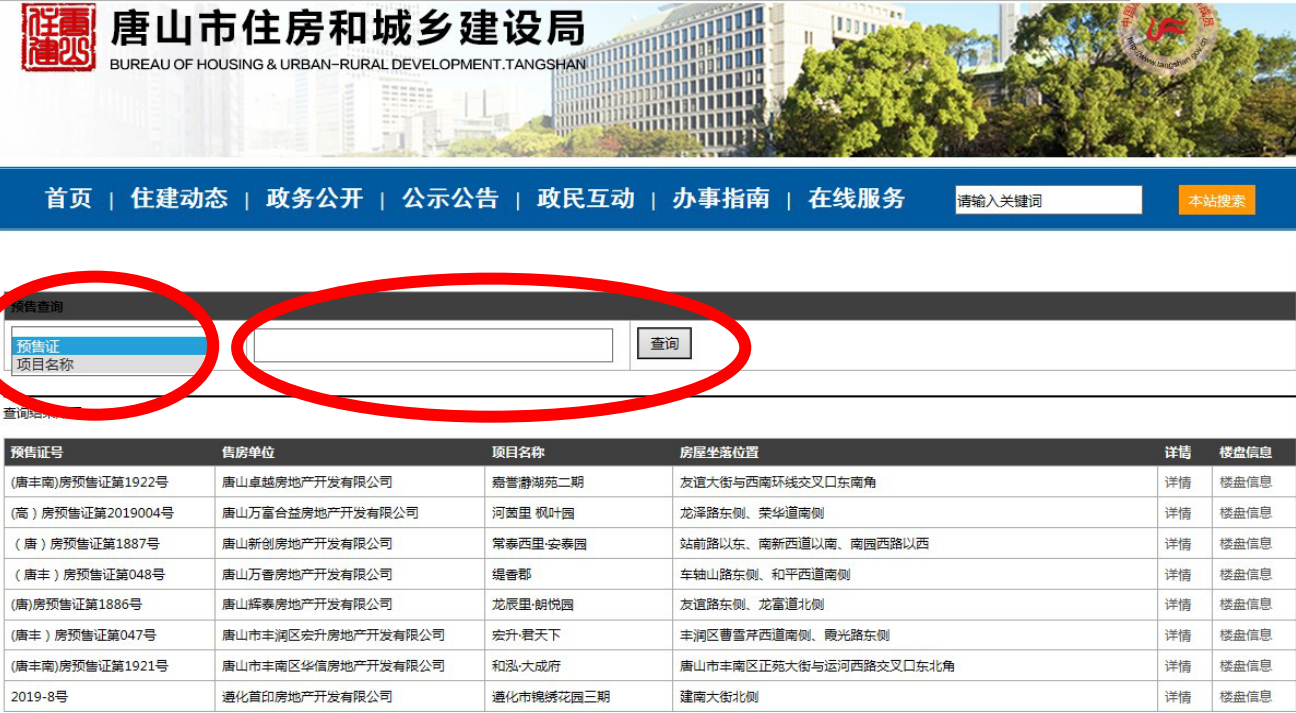 唐山市住房和城乡建设局
BUREAU OF HOUSING & URBAN-RURAL DEVELOPMENT.TANGSHAN
首页 | 住建动态 | 政务公开 | 公示公告 | 政民互动 | 办事指南 | 在线服务 请输入关键词 本站搜索
预售查询
预售证
项目名称
查询
查询结果
预售证号 售房单位 项目名称 房屋坐落位置 详情 楼盘信息
(唐丰南)房预售证第1922号 唐山卓越房地产开发有限公司 嘉誉瀞湖苑二期 友谊大街与西南环线交叉口东南角 详情 楼盘信息
(高）房预售证第2019004号 唐山万富合益房地产开发有限公司 河茵里 枫叶园 龙泽路东侧、荣华道南侧 详情 楼盘信息
（唐）房预售证第1887号 唐山新创房地产开发有限公司 常泰西里·安泰园 站前路以东、南新西道以南、南园西路以西 详情 楼盘信息
（唐丰）房预售证第048号 唐山万香房地产开发有限公司 缇香郡 车轴山路东侧、和平西道南侧 详情 楼盘信息
(唐)房预售证第1886号 唐山辉泰房地产开发有限公司 龙辰里·朗悦园 友谊路东侧、龙富道北侧 详情 楼盘信息
(唐丰）房预售证第047号 唐山市丰润区宏升房地产开发有限公司 宏升·君天下 丰润区曹雪芹西道南侧、霞光路东侧 详情 楼盘信息
(唐丰南)房预售证第1921号 唐山市丰南区华信房地产开发有限公司 和泓·大成府 唐山市丰南区正苑大街与运河西路交叉口东北角 详情 楼盘信息
2019-8号 遵化首印房地产开发有限公司 遵化市锦绣花园三期 建南大街北侧 详情 楼盘信息